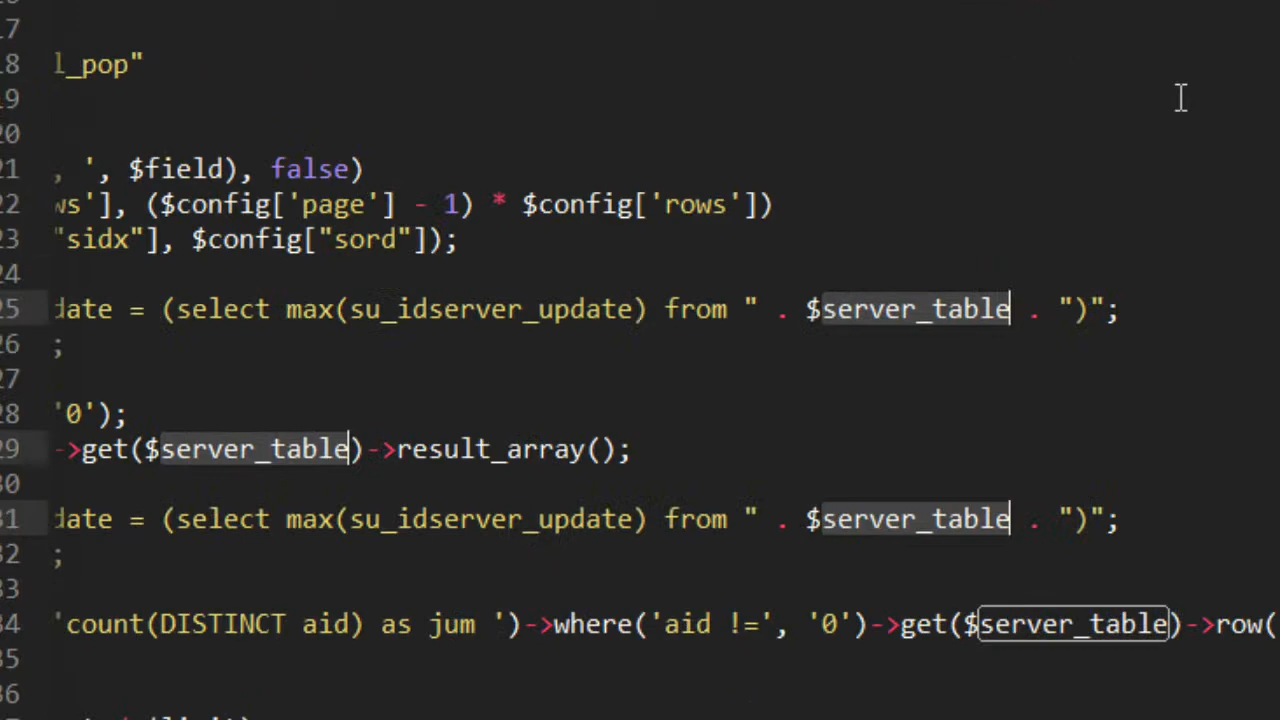 17
18 l_pop"
19
20
21 , ', $field), false)
22 ws'], ($config['page'] - 1) * $config['rows'])
23 "sidx"], $config["sord"]);
24
25 date = (select max(su_idserver_update) from " . $server_table . ")";
26 ;
27
28 '0');
29 ->get($server_table)->result_array();
30
31 date = (select max(su_idserver_update) from " . $server_table . ")";
32 ;
33
34 'count(DISTINCT aid) as jum ')->where('aid !=', '0')->get($server_table)->row(
35
36